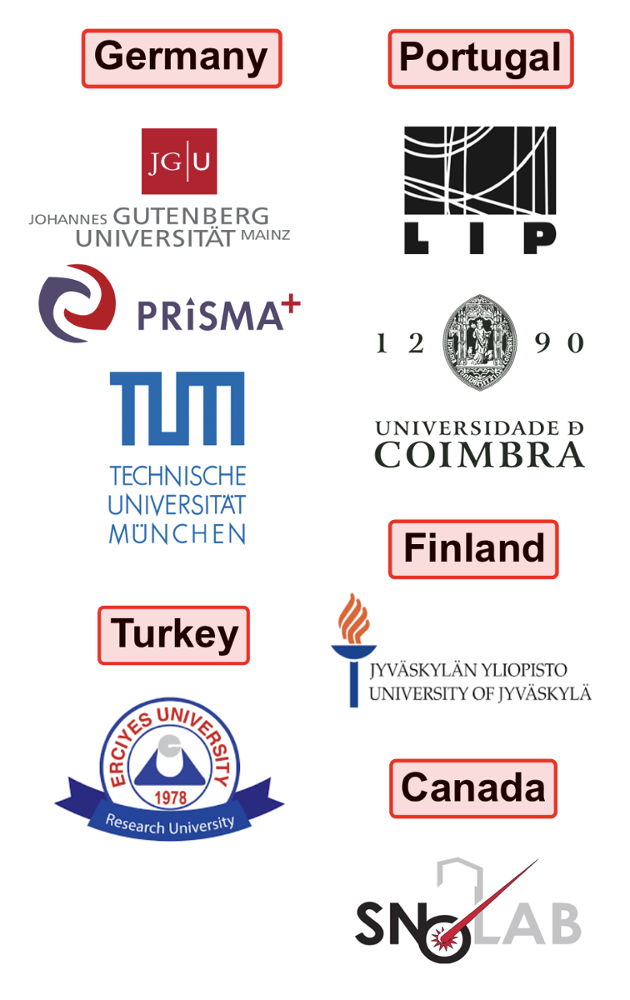 Germany
JG|U
JOHANNES GUTENBERG
UNIVERSITÄT MAINZ
PRISMA+
TUM
TECHNISCHE
UNIVERSITÄT
MÜNCHEN
Turkey
ERCIYES UNIVERSITY
1978
Research University
Portugal
LIP
1 2 9 0
UNIVERSIDADE Ð
COIMBRA
Finland
JYVÄSKYLÄN YLIOPISTO
UNIVERSITY OF JYVÄSKYLÄ
Canada
SNOLAB